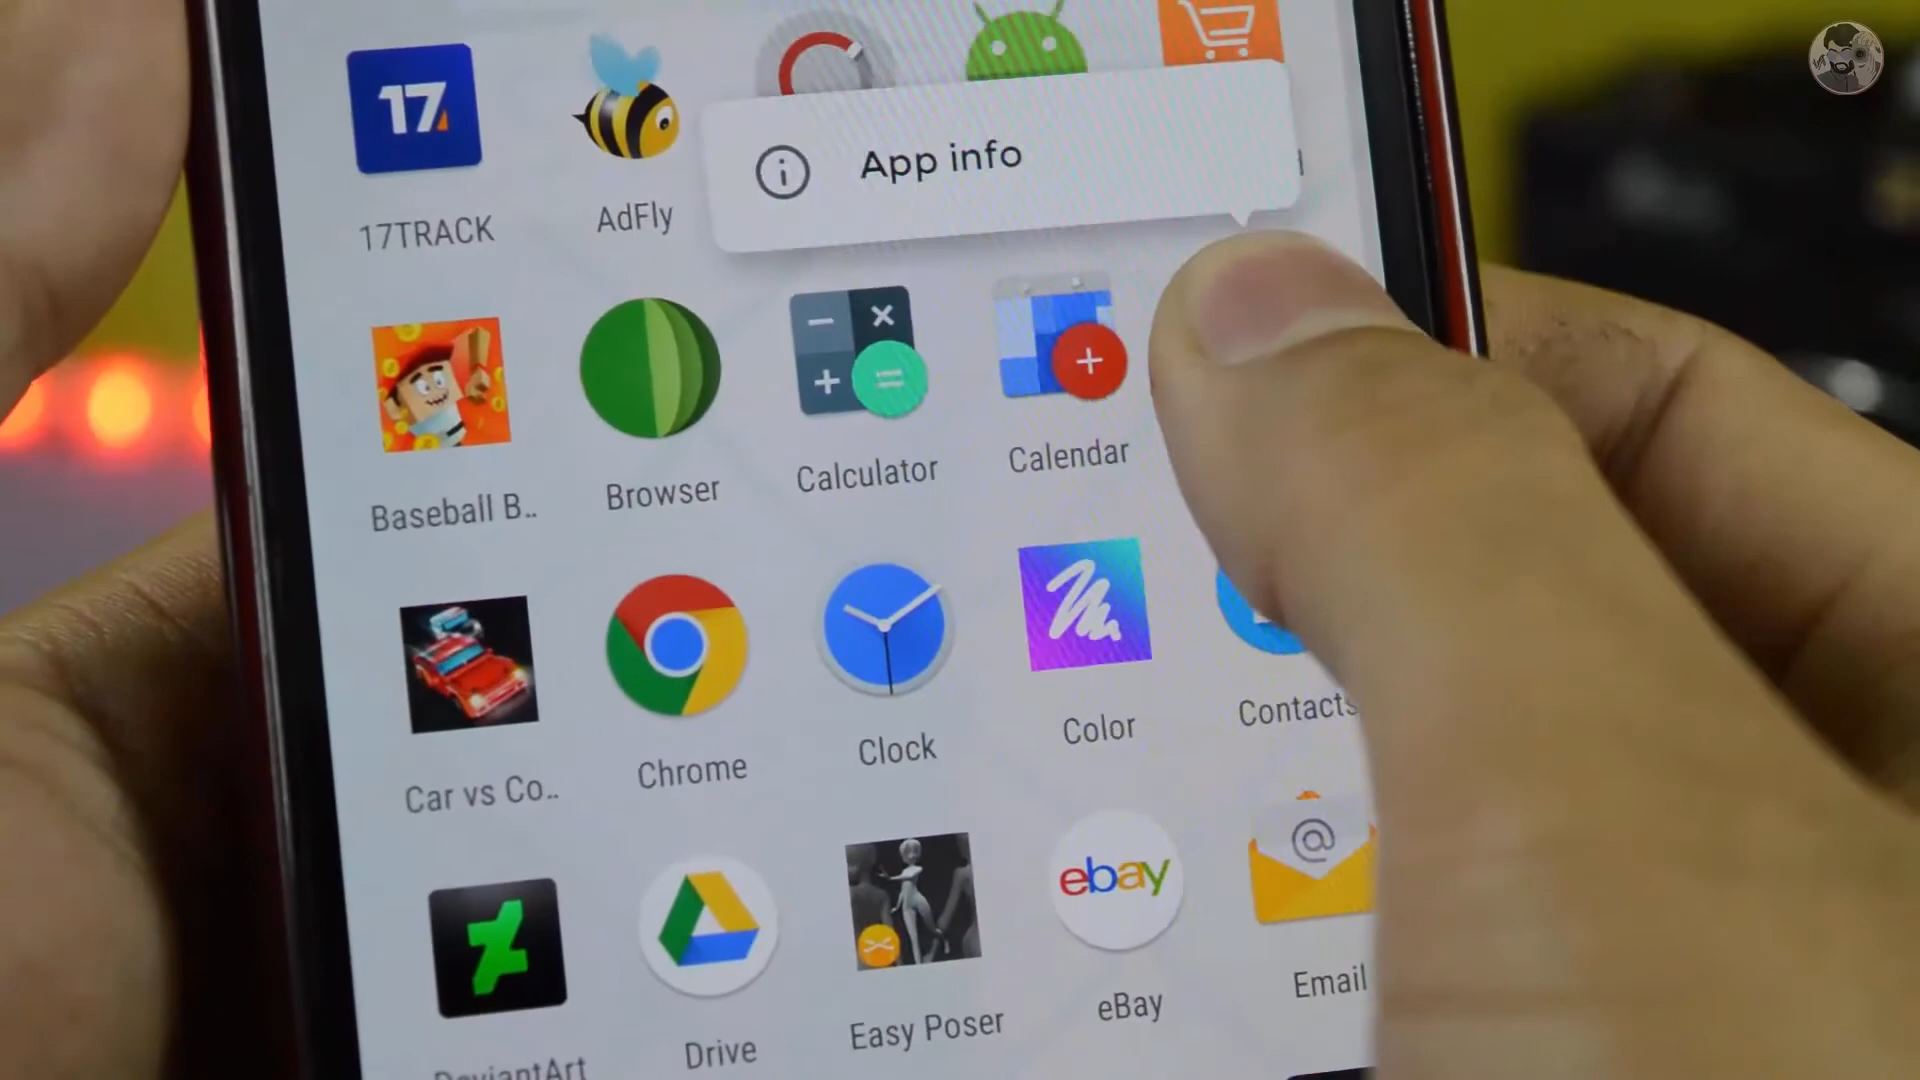 17
17TRACK
AdFly
App info
Baseball B..
Browser
Calculator
Calendar
Car vs Co..
Chrome
Clock
Color
Contacts
ebay
@
DeviantArt
Drive
Easy Poser
eBay
Email